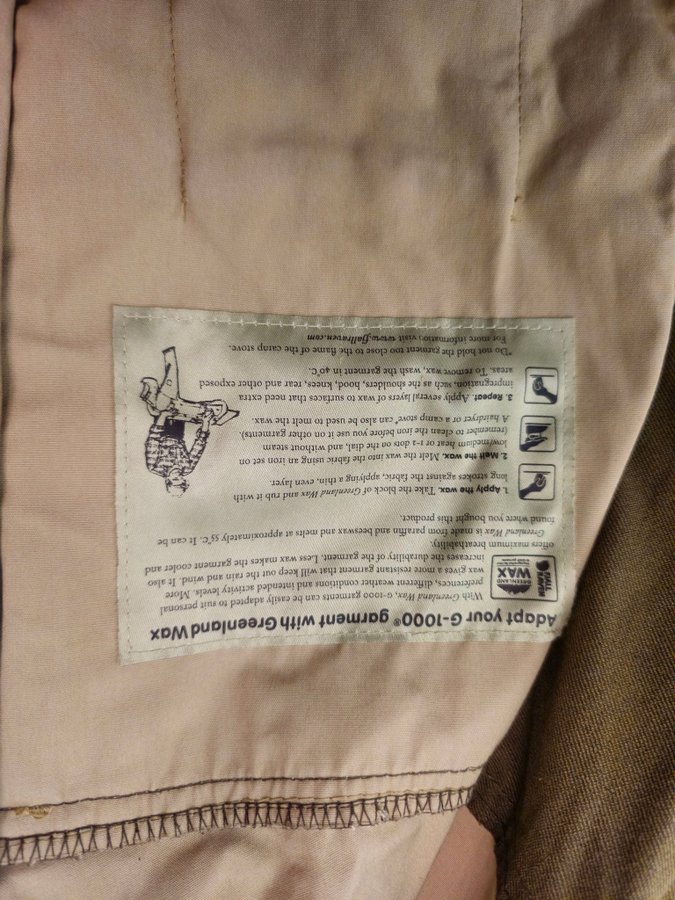 Adapt your G-1000® garment with Greenland Wax
With Greenland Wax, G-1000 garments can be easily adapted to suit personal
preferences, different weather conditions and intended activity levels. More
wax gives a more resistant garment that will keep out the rain and wind. It also
increases the durability of the garment. Less wax makes the garment cooler and
offers maximum breathability.
Greenland Wax is made from paraffin and beeswax and melts at approximately 55°C. It can be
found where you bought this product.
GREENLAND
WAX
FJÄLL
RÄVEN
1. Apply the wax. Take the block of Greenland Wax and rub it with
long strokes against the fabric, applying a thin, even layer.
2. Melt the wax. Melt the wax into the fabric using an iron set on
low/medium heat or 1-2 dots on the dial, and without steam
(remember to clean the iron before you use it on other garments).
A hairdryer or a camp stove* can also be used to melt the wax.
3. Repeat. Apply several layers of wax to surfaces that need extra
impregnation, such as the shoulders, hood, knees, rear and other exposed
areas. To remove wax, wash the garment in 40°C.
*Do not hold the garment too close to the flame of the camp stove.
For more information visit www.fjallraven.com